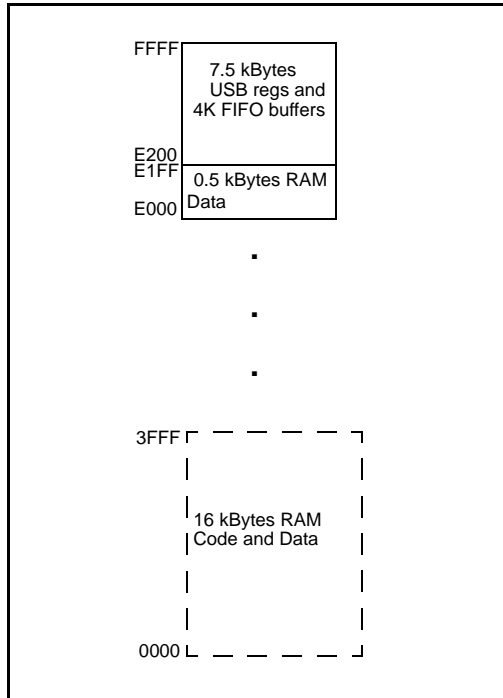 FFFF
7.5 kBytes
USB regs and
4K FIFO buffers
E200
E1FF
0.5 kBytes RAM
Data
E000
3FFF
16 kBytes RAM
Code and Data
0000